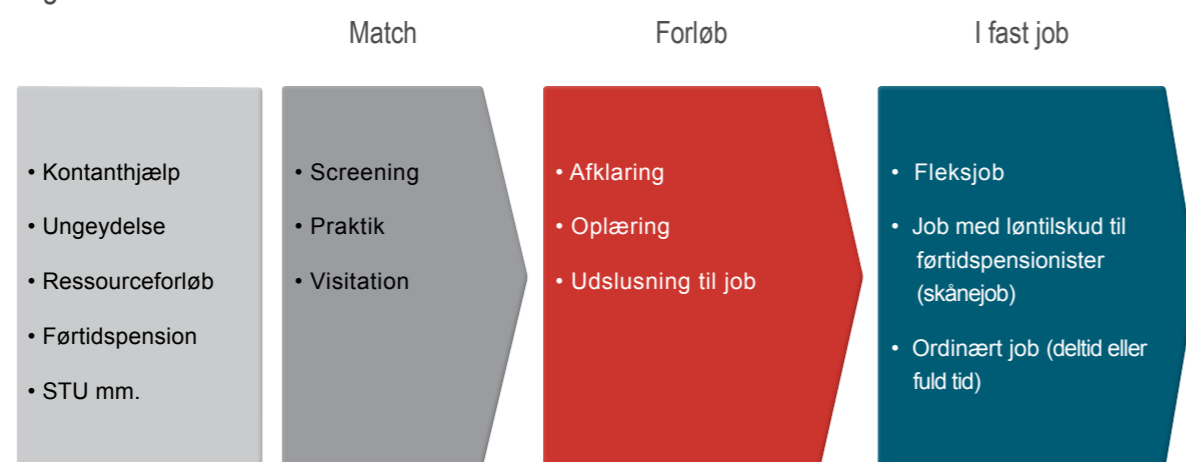 Match
Forløb
I fast job
• Kontanthjælp
• Ungeydelse
• Ressourceforløb
• Førtidspension
• STU mm.
• Screening
• Praktik
• Visitation
• Afklaring
• Oplæring
• Udslusning til job
• Fleksjob
• Job med løntilskud til
førtidspensionister
(skånejob)
• Ordinært job (deltid eller
fuld tid)